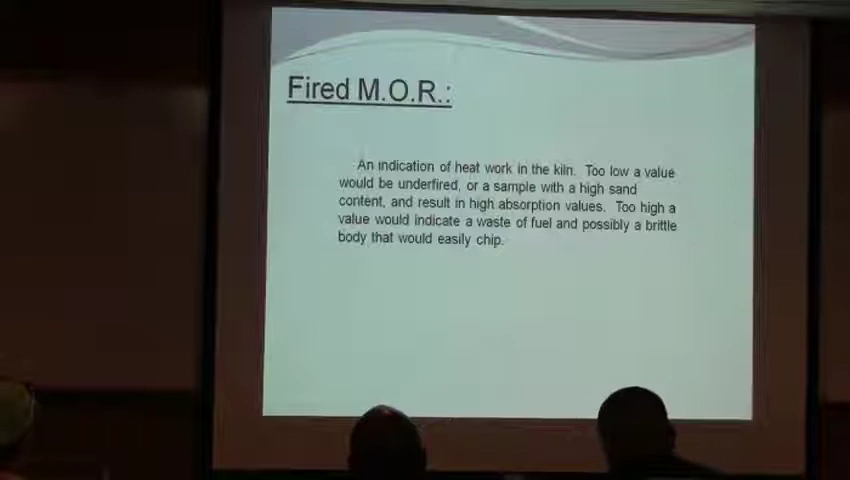 Fired M.O.R.:
An indication of heat work in the kiln. Too low a value
would be underfired, or a sample with a high sand
content, and result in high absorption values. Too high a
value would indicate a waste of fuel and possibly a brittle
body that would easily chip.